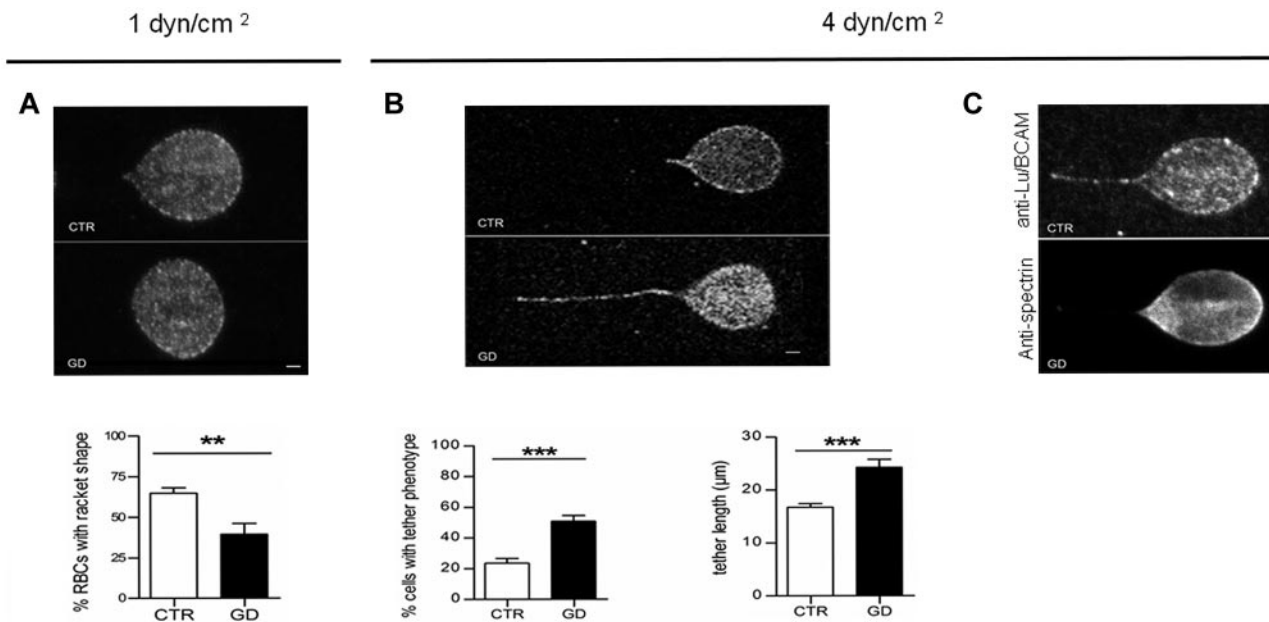 1 dyn/cm 2
4 dyn/cm 2
A
CTR
GD
B
CTR
GD
C
anti-Lu/BCAM
CTR
Anti-spectrin
GD
% RBCs with racket shape
100
75
50
25
0
**
CTR GD
% cells with tether phenotype
100
80
60
40
20
0
***
CTR GD
tether length (µm)
30
20
10
0
***
CTR GD